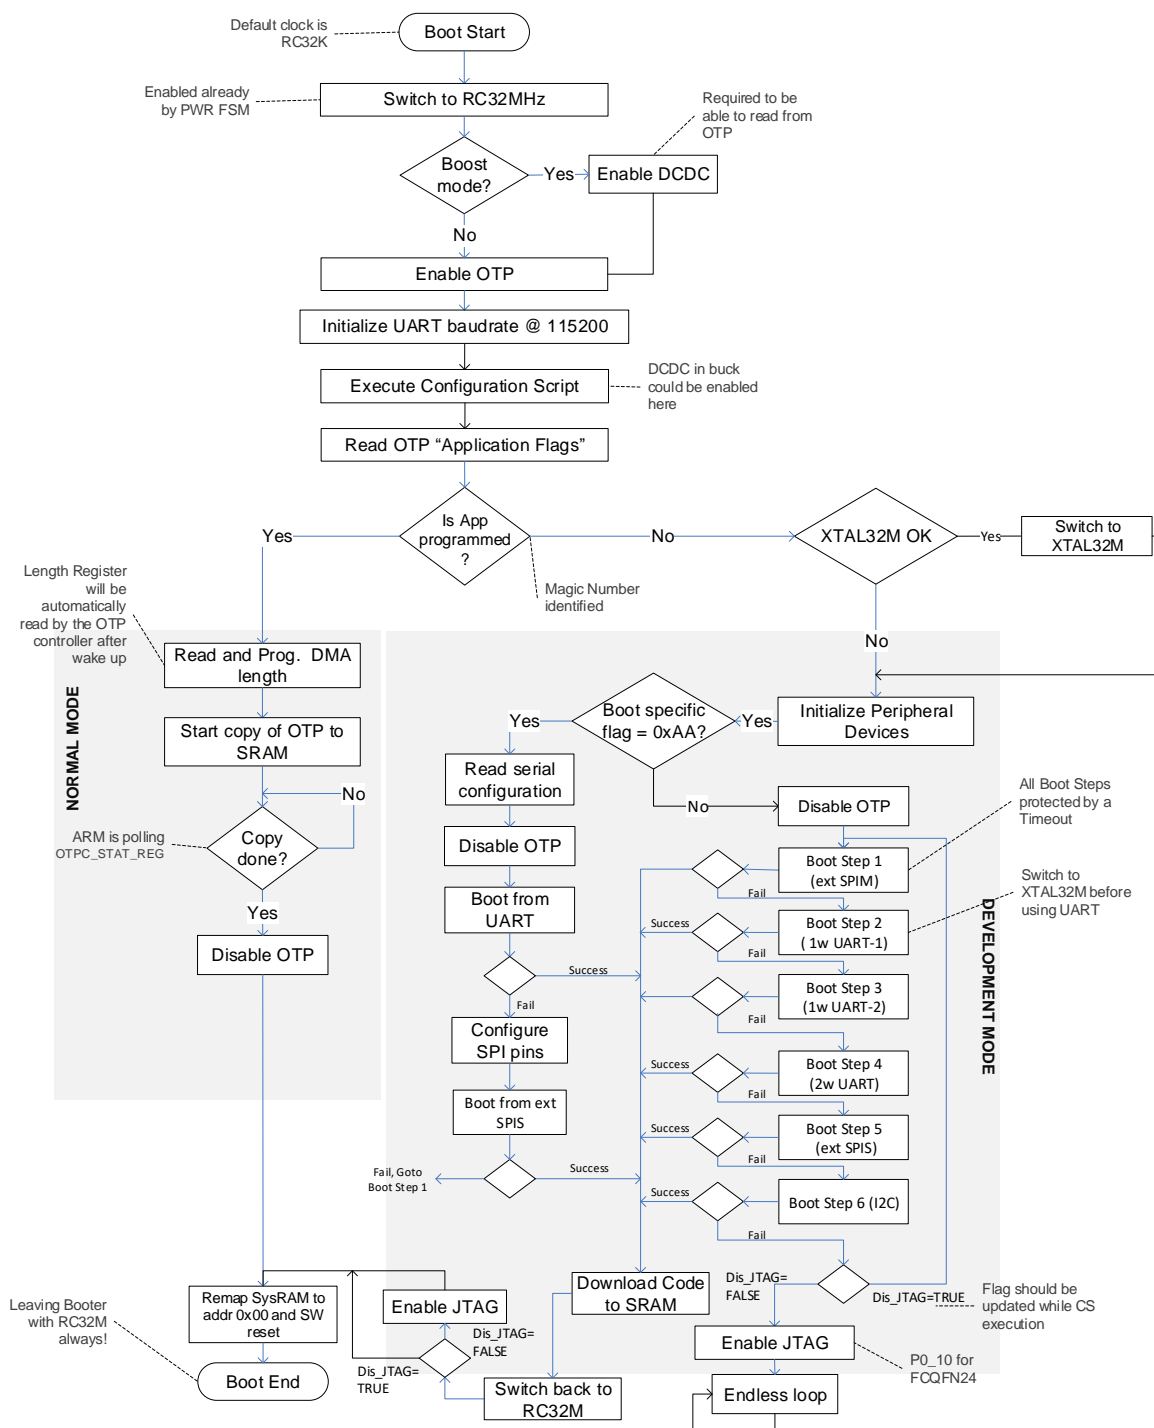 Default clock is
RC32K
Boot Start
Enabled already
by PWR FSM
Switch to RC32MHz
Required to be
able to read from
OTP
Boost
mode?
Yes
Enable DCDC
No
Enable OTP
Initialize UART baudrate @ 115200
Execute Configuration Script
DCDC in buck
could be enabled
here
Read OTP “Application Flags”
Is App
programmed
?
Yes
No
XTAL32M OK
Yes
Switch to
XTAL32M
Magic Number
identified
Length Register
will be
automatically
read by the OTP
controller after
wake up
No
NORMAL MODE
Read and Prog. DMA
length
Start copy of OTP to
SRAM
No
Copy
done?
ARM is polling
OTPC_STAT_REG
Yes
Disable OTP
Boot specific
flag = 0xAA?
Yes
Yes
Initialize Peripheral
Devices
Read serial
configuration
No
Disable OTP
All Boot Steps
protected by a
Timeout
Disable OTP
Boot from
UART
Success
Fail
Configure
SPI pins
Boot from ext
SPIS
Fail, Goto
Boot Step 1
Success
Boot Step 1
(ext SPIM)
Fail
Switch to
XTAL32M before
using UART
DEVELOPMENT MODE
Success
Boot Step 2
( 1w UART-1)
Fail
Boot Step 3
(1w UART-2)
Fail
Success
Boot Step 4
(2w UART)
Fail
Success
Boot Step 5
(ext SPIS)
Fail
Success
Boot Step 6 (I2C)
Fail
Dis_JTAG=
FALSE
Dis_JTAG=TRUE
Flag should be
updated while CS
execution
Download Code
to SRAM
Enable JTAG
Dis_JTAG=
FALSE
Dis_JTAG=
TRUE
Leaving Booter
with RC32M
always!
Remap SysRAM to
addr 0x00 and SW
reset
Boot End
Switch back to
RC32M
Enable JTAG
P0_10 for
FCQFN24
Endless loop